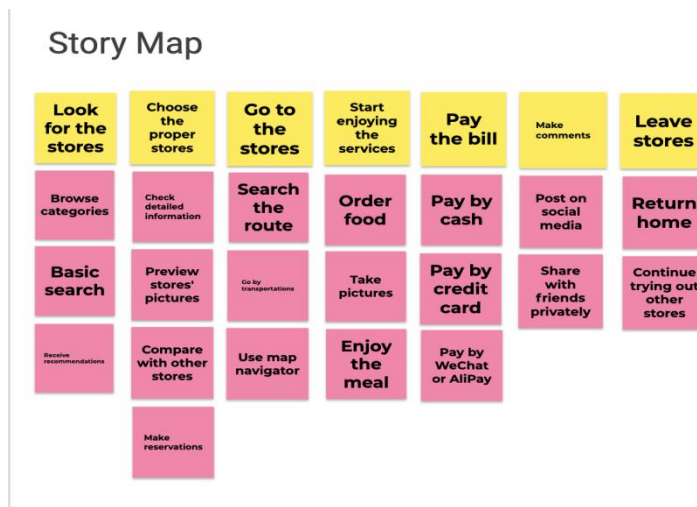 Story Map
Look
for the
stores
Choose
the
proper
stores
Go to
the
stores
Start
enjoying
the
services
Pay
the bill
Make
comments
Leave
stores
Browse
categories
Check
detailed
information
Search
the
route
Order
food
Pay by
cash
Post on
social
media
Return
home
Basic
search
Preview
stores'
pictures
Go by
transportations
Take
pictures
Pay by
credit
card
Share
with
friends
privately
Continue
trying out
other
stores
Receive
recommendations
Compare
with other
stores
Use map
navigator
Enjoy
the
meal
Pay by
WeChat
or AliPay
Make
reservations